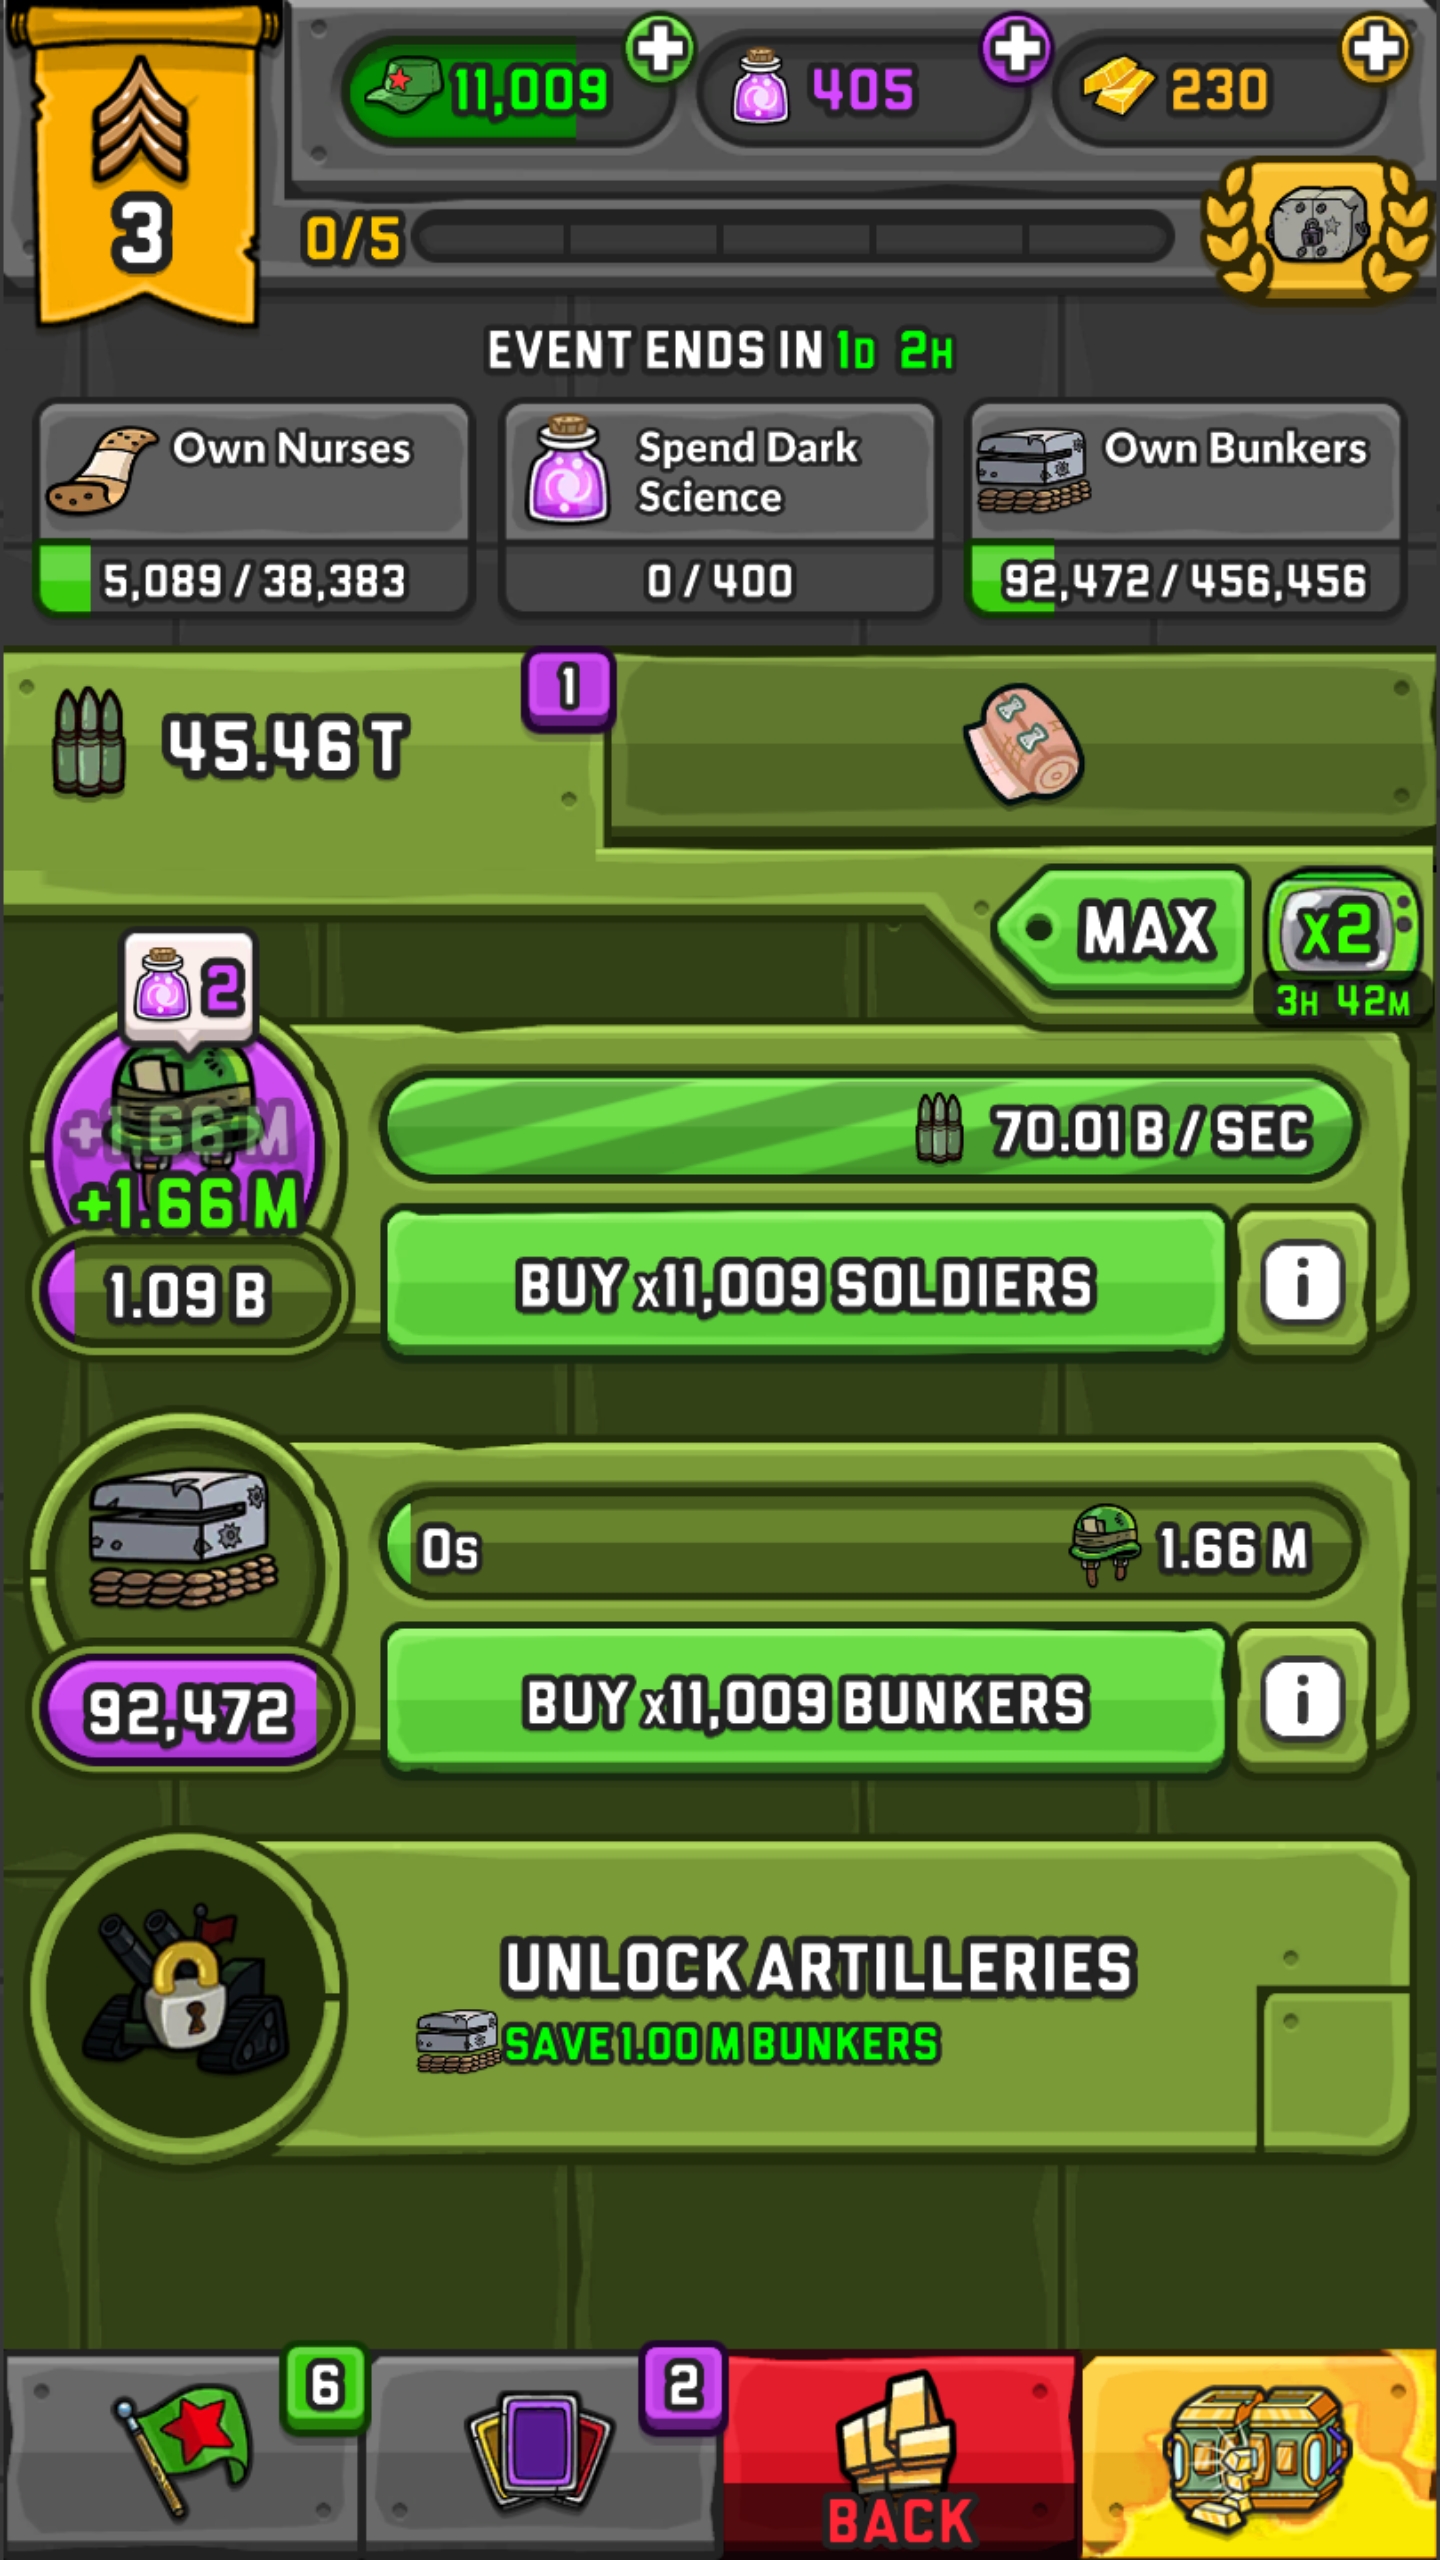 11,009
405
230
3
0/5
EVENT ENDS IN 1D 2H
Own Nurses
5,089 / 38,383
Spend Dark
Science
0 / 400
Own Bunkers
92,472 / 456,456
45.46 T
1
MAX
x2
3H 42M
2
+1.66 M
+1.66 M
1.09 B
70.01 B / SEC
BUY x11,009 SOLDIERS
i
0s
1.66 M
92,472
BUY x11,009 BUNKERS
i
UNLOCK ARTILLERIES
SAVE 1.00 M BUNKERS
6
2
BACK